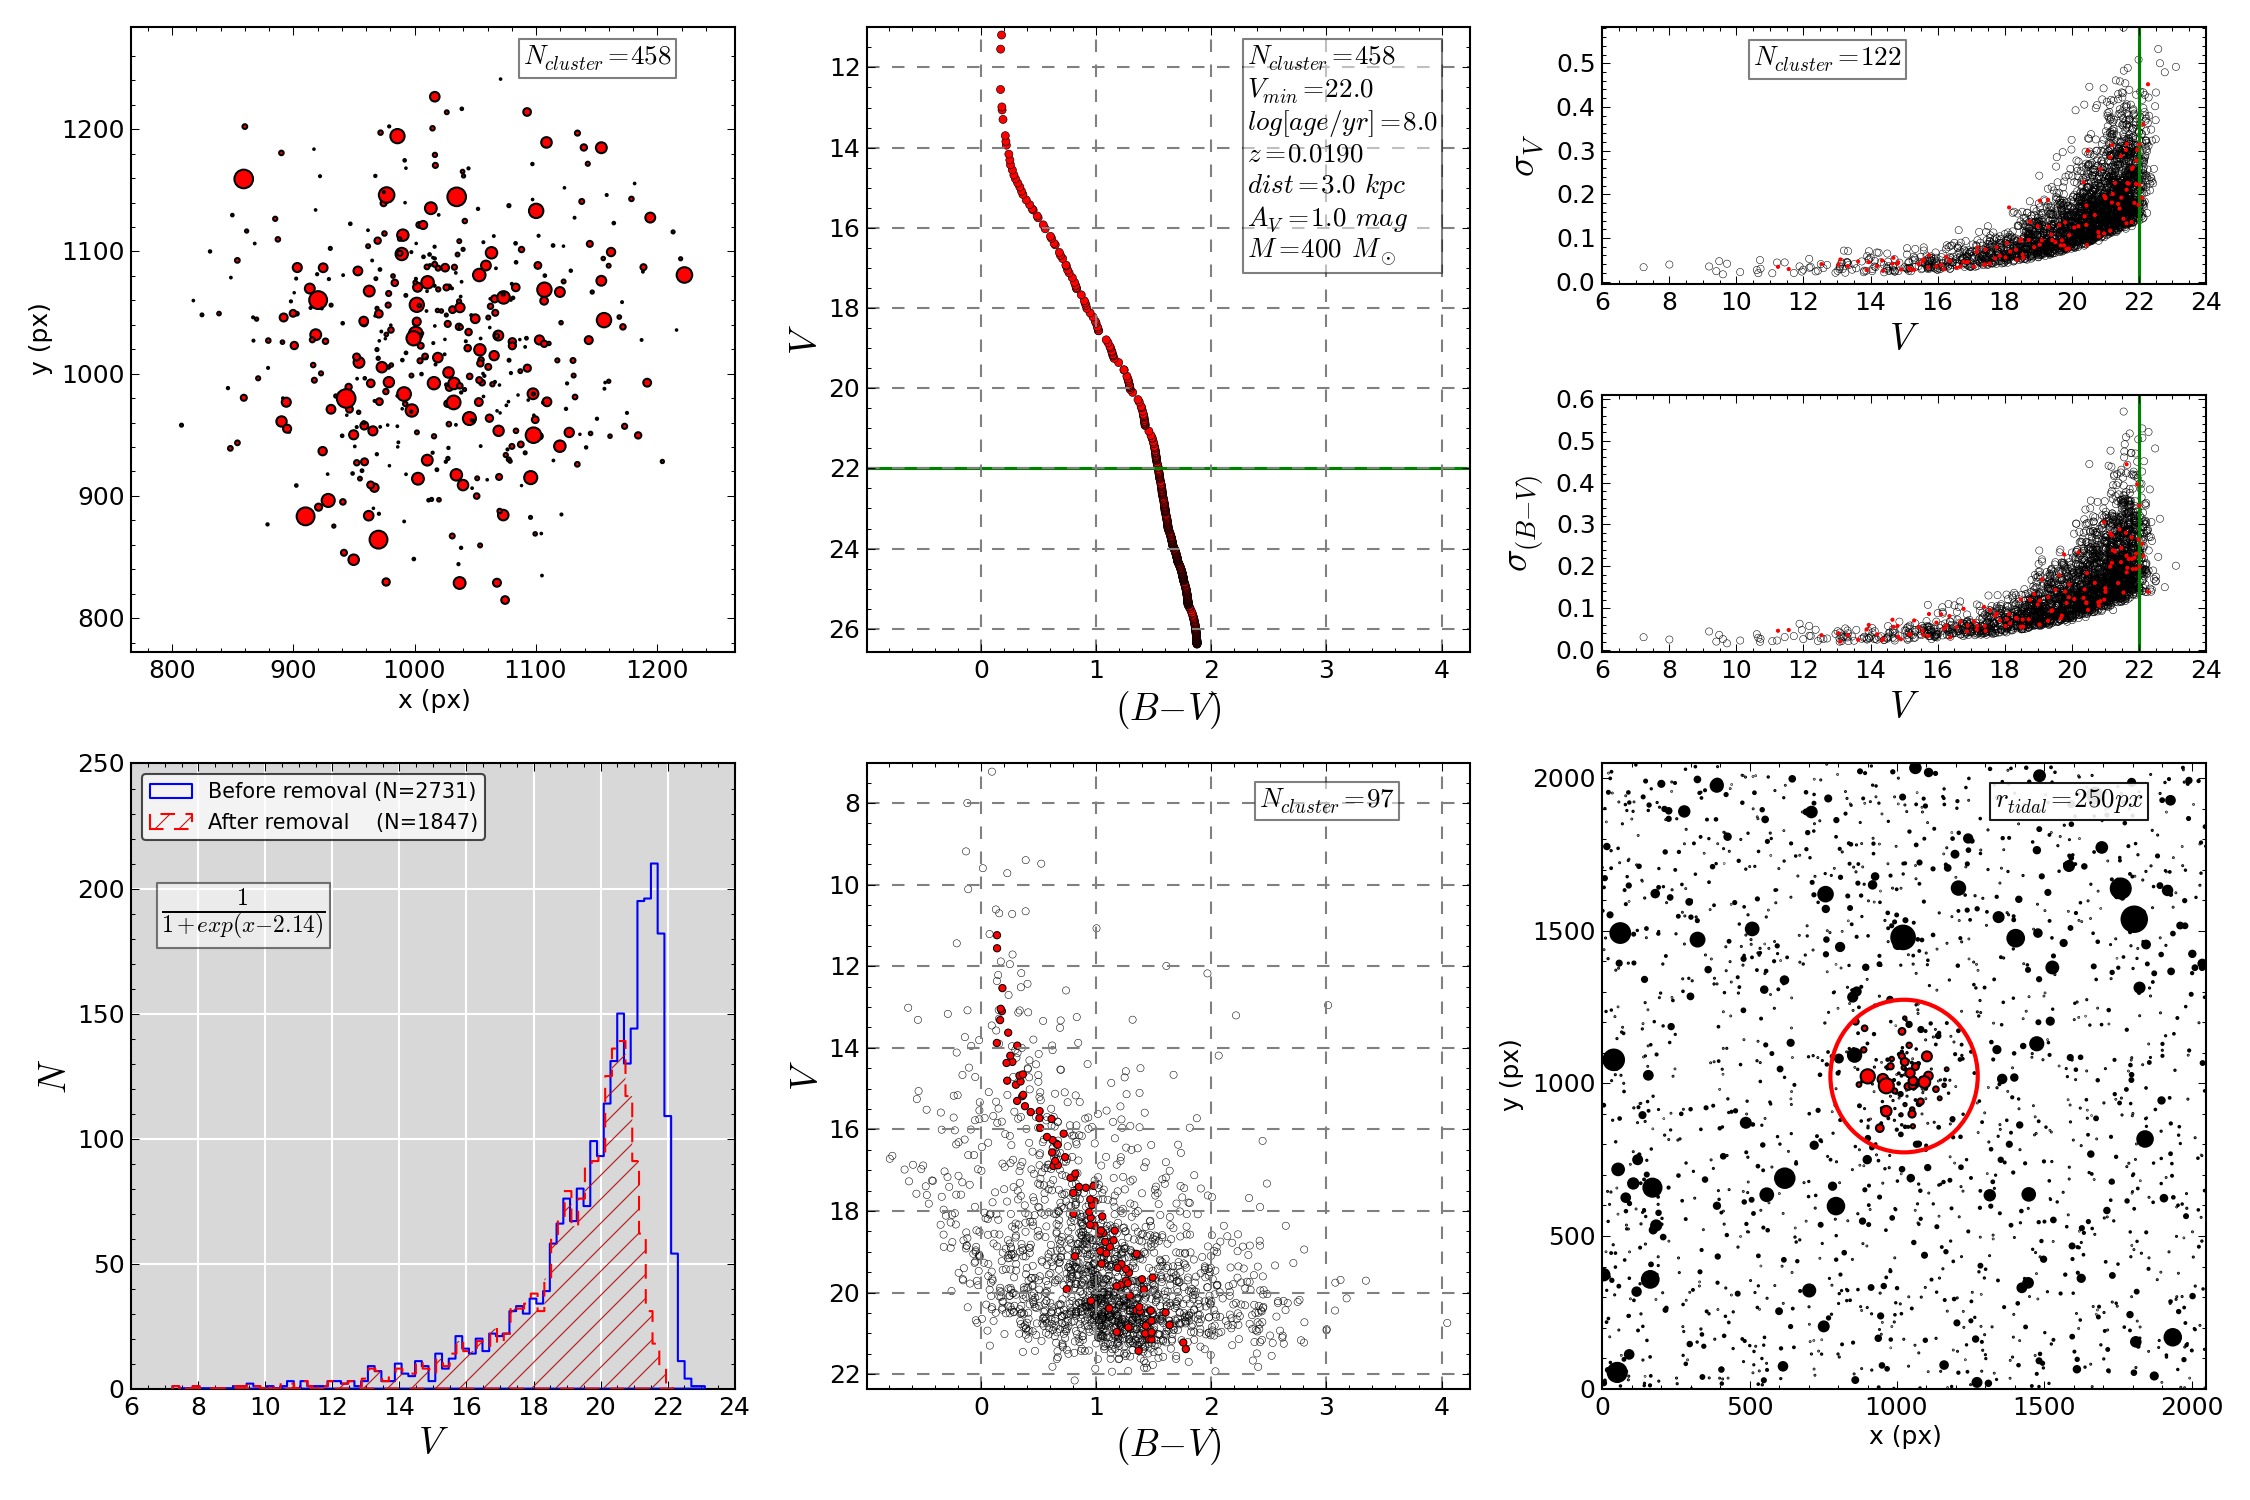 N_cluster=458
1200
1100
1000
900
800
800 900 1000 1100 1200
x (px)
y (px)
N_cluster=458
V_min=22.0
log[age/yr]=8.0
z=0.0190
dist=3.0 kpc
A_V=1.0 mag
M=400 M_⊙
12
14
16
18
20
22
24
26
0 1 2 3 4
(B−V)
V
N_cluster=122
0.5
0.4
0.3
0.2
0.1
0.0
6 8 10 12 14 16 18 20 22 24
V
σ_V
0.6
0.5
0.4
0.3
0.2
0.1
0.0
6 8 10 12 14 16 18 20 22 24
V
σ_(B−V)
Before removal (N=2731)
After removal (N=1847)
1
1+exp(x−2.14)
250
200
150
100
50
0
6 8 10 12 14 16 18 20 22 24
V
N
N_cluster=97
8
10
12
14
16
18
20
22
0 1 2 3 4
(B−V)
V
r_tidal=250px
2000
1500
1000
500
0
0 500 1000 1500 2000
x (px)
y (px)